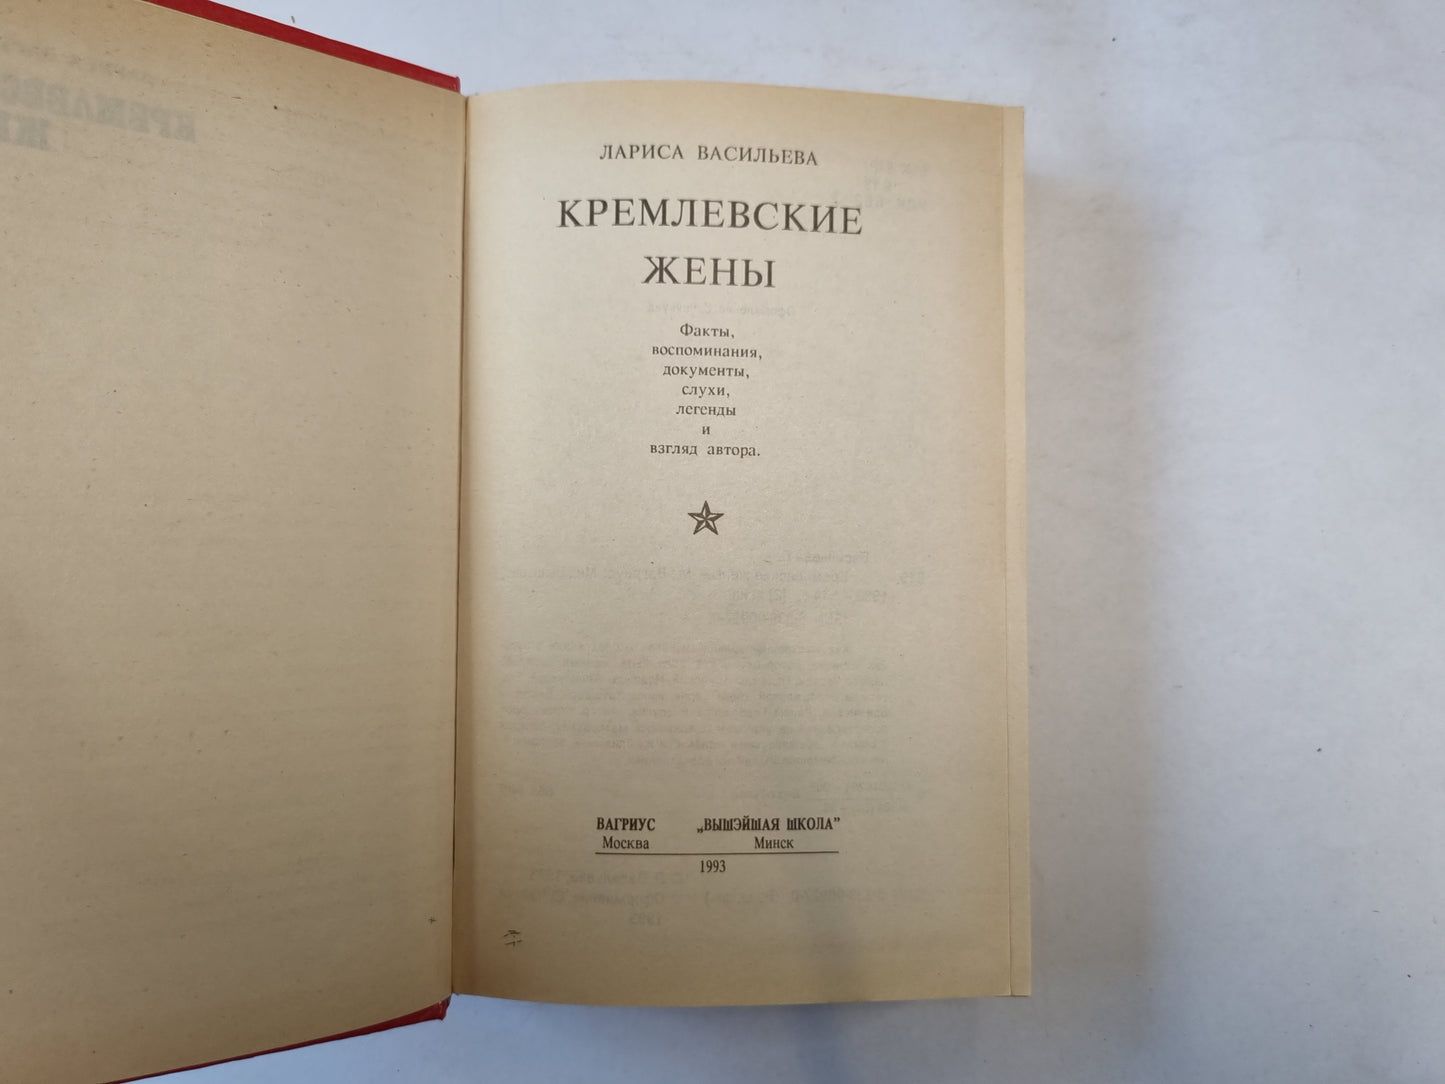 ЛАРИСА ВАСИЛЬЕВА
КРЕМЛЕВСКИЕ
ЖЕНЫ
Факты,
воспоминания,
документы,
слухи,
легенды
и
взгляд автора.
ВАГРИУС „ВЫШЭЙШАЯ ШКОЛА”
Москва Минск
1993